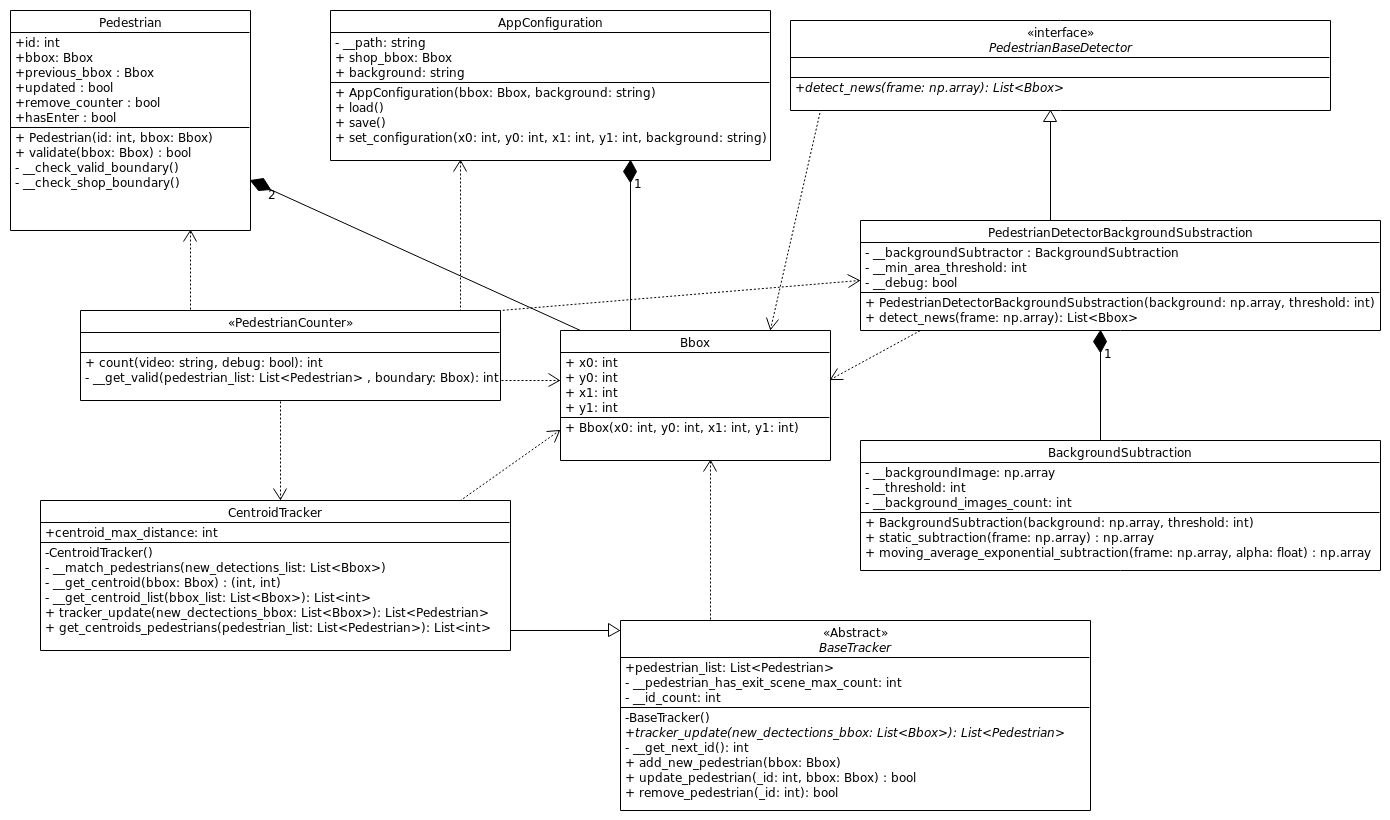 Pedestrian
+id: int
+bbox: Bbox
+previous_bbox : Bbox
+updated : bool
+remove_counter : bool
+hasEnter : bool
+ Pedestrian(id: int, bbox: Bbox)
+ validate(bbox: Bbox) : bool
- __check_valid_boundary()
- __check_shop_boundary()
2
AppConfiguration
- __path: string
+ shop_bbox: Bbox
+ background: string
+ AppConfiguration(bbox: Bbox, background: string)
+ load()
+ save()
+ set_configuration(x0: int, y0: int, x1: int, y1: int, background: string)
1
«interface»
PedestrianBaseDetector
+detect_news(frame: np.array): List<Bbox>
PedestrianDetectorBackgroundSubstraction
- __backgroundSubtractor : BackgroundSubtraction
- __min_area_threshold: int
- __debug: bool
+ PedestrianDetectorBackgroundSubstraction(background: np.array, threshold: int)
+ detect_news(frame: np.array): List<Bbox>
1
«PedestrianCounter»
+ count(video: string, debug: bool): int
- __get_valid(pedestrian_list: List<Pedestrian> , boundary: Bbox): int
Bbox
+ x0: int
+ y0: int
+ x1: int
+ y1: int
+ Bbox(x0: int, y0: int, x1: int, y1: int)
BackgroundSubtraction
- __backgroundImage: np.array
- __threshold: int
- __background_images_count: int
+ BackgroundSubtraction(background: np.array, threshold: int)
+ static_subtraction(frame: np.array) : np.array
+ moving_average_exponential_subtraction(frame: np.array, alpha: float) : np.array
CentroidTracker
+centroid_max_distance: int
-CentroidTracker()
- __match_pedestrians(new_detections_list: List<Bbox>)
- __get_centroid(bbox: Bbox) : (int, int)
- __get_centroid_list(bbox_list: List<Bbox>): List<int>
+ tracker_update(new_dectections_bbox: List<Bbox>): List<Pedestrian>
+ get_centroids_pedestrians(pedestrian_list: List<Pedestrian>): List<int>
«Abstract»
BaseTracker
+pedestrian_list: List<Pedestrian>
- __pedestrian_has_exit_scene_max_count: int
- __id_count: int
-BaseTracker()
+tracker_update(new_dectections_bbox: List<Bbox>): List<Pedestrian>
- __get_next_id(): int
+ add_new_pedestrian(bbox: Bbox)
+ update_pedestrian(_id: int, bbox: Bbox) : bool
+ remove_pedestrian(_id: int): bool